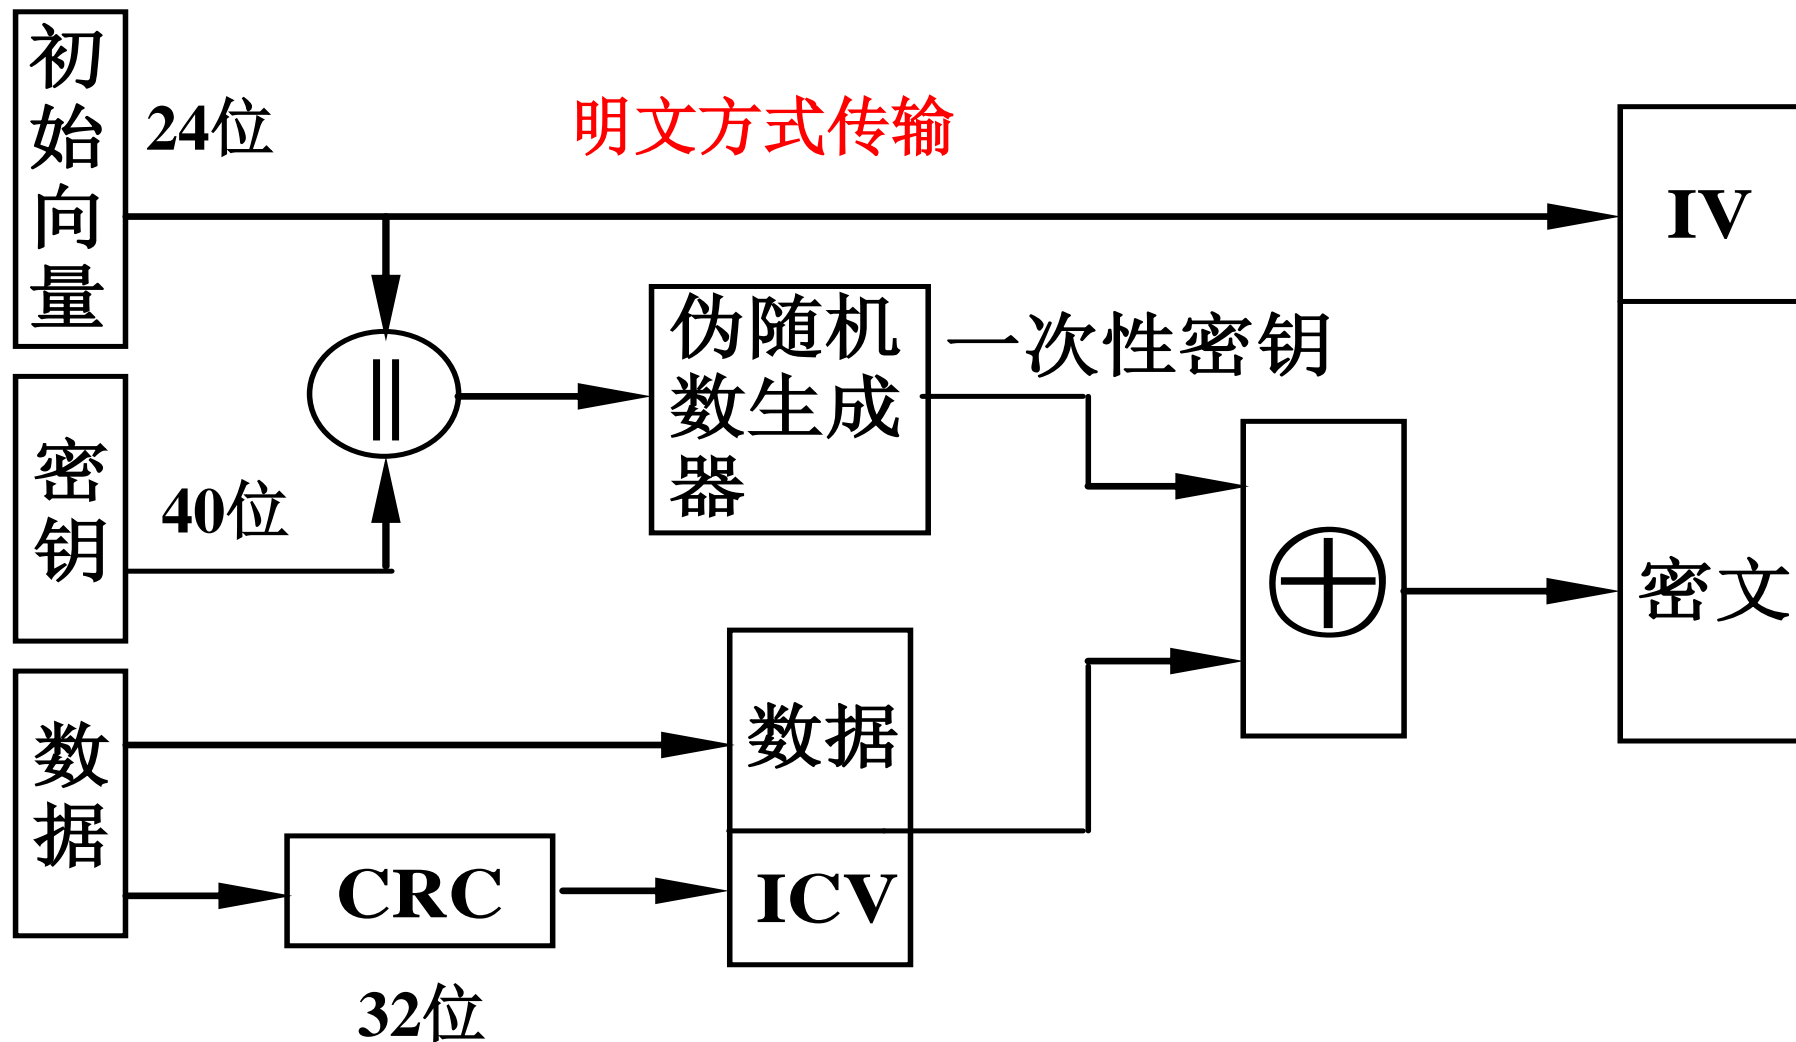 初始向量
24位
明文方式传输
IV
||
伪随机
数生成
器
一次性密钥
密钥
40位
密文
数据
数据
CRC
ICV
32位